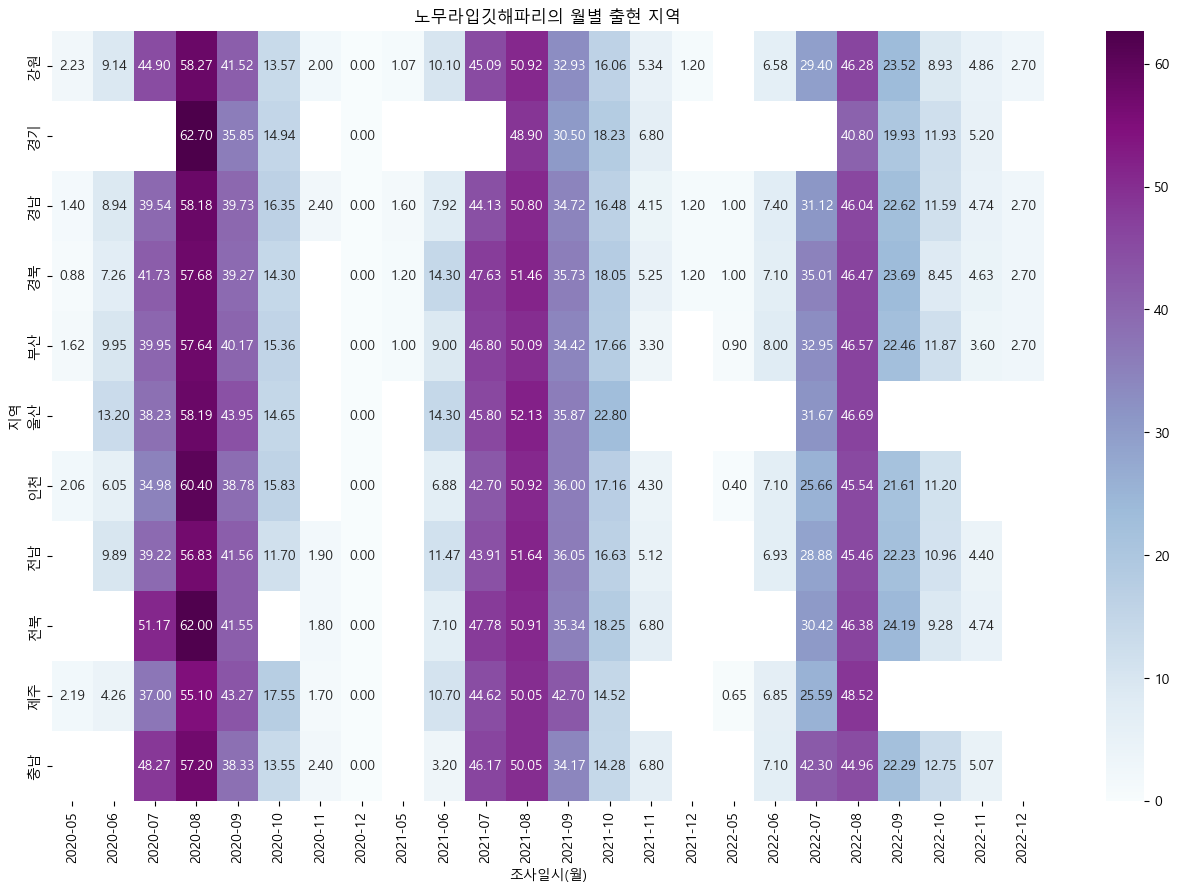 노무라입깃해파리의 월별 출현 지역
강원 2.23 9.14 44.90 58.27 41.52 13.57 2.00 0.00 1.07 10.10 45.09 50.92 32.93 16.06 5.34 1.20 6.58 29.40 46.28 23.52 8.93 4.86 2.70
경기 62.70 35.85 14.94 0.00 48.90 30.50 18.23 6.80 40.80 19.93 11.93 5.20
경남 1.40 8.94 39.54 58.18 39.73 16.35 2.40 0.00 1.60 7.92 44.13 50.80 34.72 16.48 4.15 1.20 1.00 7.40 31.12 46.04 22.62 11.59 4.74 2.70
경북 0.88 7.26 41.73 57.68 39.27 14.30 0.00 1.20 14.30 47.63 51.46 35.73 18.05 5.25 1.20 1.00 7.10 35.01 46.47 23.69 8.45 4.63 2.70
부산 1.62 9.95 39.95 57.64 40.17 15.36 0.00 1.00 9.00 46.80 50.09 34.42 17.66 3.30 0.90 8.00 32.95 46.57 22.46 11.87 3.60 2.70
지역
울산 13.20 38.23 58.19 43.95 14.65 0.00 14.30 45.80 52.13 35.87 22.80 31.67 46.69
인천 2.06 6.05 34.98 60.40 38.78 15.83 0.00 6.88 42.70 50.92 36.00 17.16 4.30 0.40 7.10 25.66 45.54 21.61 11.20
전남 9.89 39.22 56.83 41.56 11.70 1.90 0.00 11.47 43.91 51.64 36.05 16.63 5.12 6.93 28.88 45.46 22.23 10.96 4.40
전북 51.17 62.00 41.55 1.80 0.00 7.10 47.78 50.91 35.34 18.25 6.80 30.42 46.38 24.19 9.28 4.74
제주 2.19 4.26 37.00 55.10 43.27 17.55 1.70 0.00 10.70 44.62 50.05 42.70 14.52 0.65 6.85 25.59 48.52
충남 48.27 57.20 38.33 13.55 2.40 0.00 3.20 46.17 50.05 34.17 14.28 6.80 7.10 42.30 44.96 22.29 12.75 5.07
2020-05 2020-06 2020-07 2020-08 2020-09 2020-10 2020-11 2020-12 2021-05 2021-06 2021-07 2021-08 2021-09 2021-10 2021-11 2021-12 2022-05 2022-06 2022-07 2022-08 2022-09 2022-10 2022-11 2022-12
조사일시(월)
60
50
40
30
20
10
0